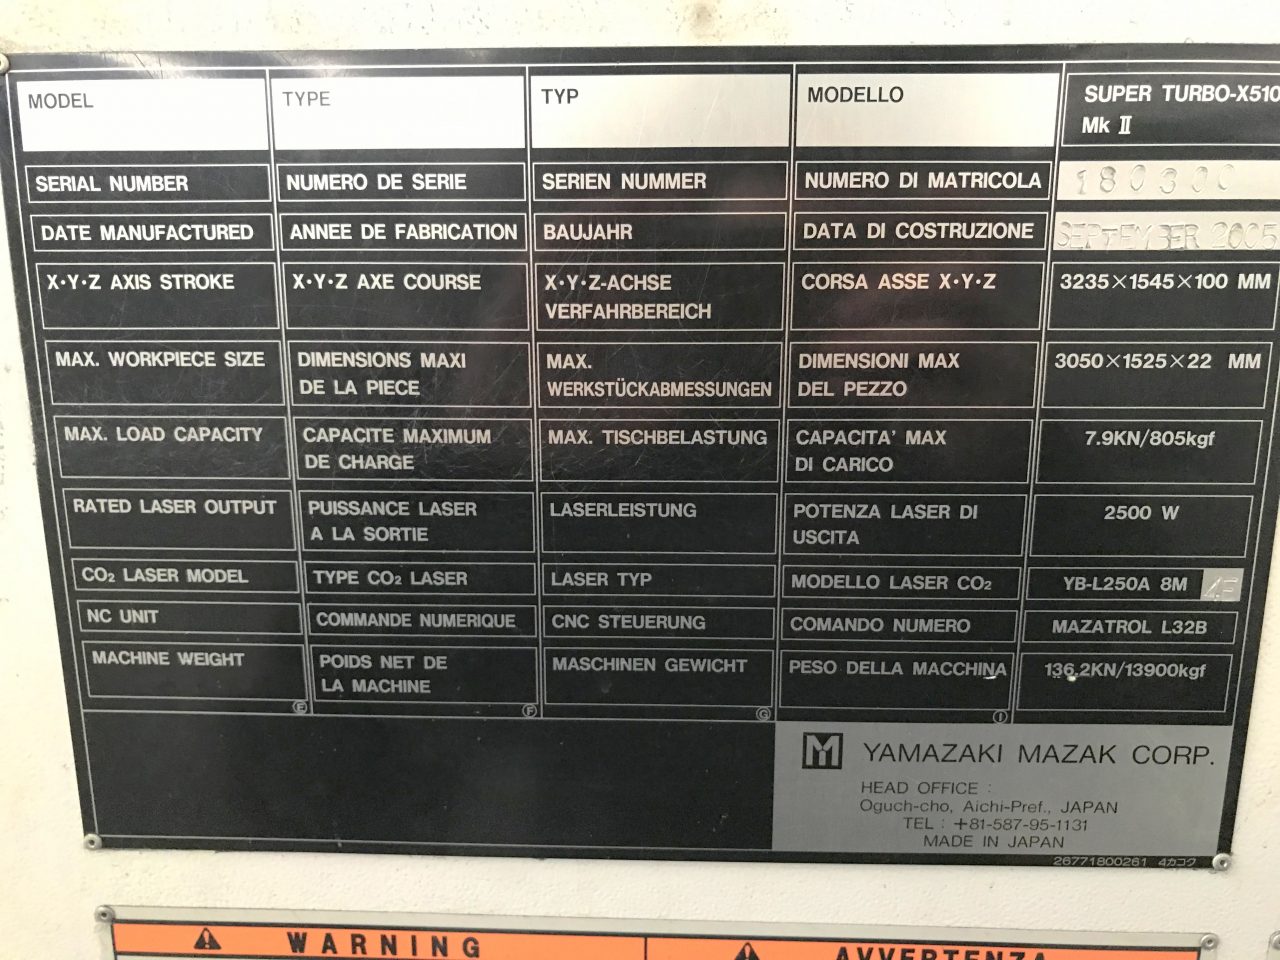 MODEL TYPE TYP MODELLO SUPER TURBO-X510
Mk Ⅱ
SERIAL NUMBER NUMERO DE SERIE SERIEN NUMMER NUMERO DI MATRICOLA 180300
DATE MANUFACTURED ANNEE DE FABRICATION BAUJAHR DATA DI COSTRUZIONE SEPTEMBER 2005
X·Y·Z AXIS STROKE X·Y·Z AXE COURSE X·Y·Z-ACHSE CORSA ASSE X·Y·Z 3235×1545×100 MM
VERFAHRBEREICH
MAX. WORKPIECE SIZE DIMENSIONS MAXI MAX. DIMENSIONI MAX 3050×1525×22 MM
DE LA PIECE WERKSTÜCKABMESSUNGEN DEL PEZZO
MAX. LOAD CAPACITY CAPACITE MAXIMUM MAX. TISCHBELASTUNG CAPACITA' MAX 7.9KN/805kgf
DE CHARGE DI CARICO
RATED LASER OUTPUT PUISSANCE LASER LASERLEISTUNG POTENZA LASER DI 2500 W
A LA SORTIE USCITA
CO₂ LASER MODEL TYPE CO₂ LASER LASER TYP MODELLO LASER CO₂ YB-L250A 8M
NC UNIT COMMANDE NUMERIQUE CNC STEUERUNG COMANDO NUMERO MAZATROL L32B
MACHINE WEIGHT POIDS NET DE MASCHINEN GEWICHT PESO DELLA MACCHINA 136.2KN/13900kgf
LA MACHINE
Ⓔ Ⓕ Ⓖ Ⓘ
YAMAZAKI MAZAK CORP.
HEAD OFFICE :
Oguch-cho, Aichi-Pref., JAPAN
TEL : +81-587-95-1131
MADE IN JAPAN
26771800261 4カコク
WARNING AVVERTENZA